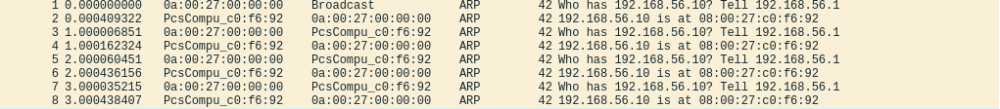 1 0.000000000 0a:00:27:00:00:00 Broadcast ARP 42 Who has 192.168.56.10? Tell 192.168.56.1
2 0.000409322 PcsCompu_c0:f6:92 0a:00:27:00:00:00 ARP 42 192.168.56.10 is at 08:00:27:c0:f6:92
3 1.000006851 0a:00:27:00:00:00 PcsCompu_c0:f6:92 ARP 42 Who has 192.168.56.10? Tell 192.168.56.1
4 1.000162324 PcsCompu_c0:f6:92 0a:00:27:00:00:00 ARP 42 192.168.56.10 is at 08:00:27:c0:f6:92
5 2.000060451 0a:00:27:00:00:00 PcsCompu_c0:f6:92 ARP 42 Who has 192.168.56.10? Tell 192.168.56.1
6 2.000436156 PcsCompu_c0:f6:92 0a:00:27:00:00:00 ARP 42 192.168.56.10 is at 08:00:27:c0:f6:92
7 3.000035215 0a:00:27:00:00:00 PcsCompu_c0:f6:92 ARP 42 Who has 192.168.56.10? Tell 192.168.56.1
8 3.000438407 PcsCompu_c0:f6:92 0a:00:27:00:00:00 ARP 42 192.168.56.10 is at 08:00:27:c0:f6:92